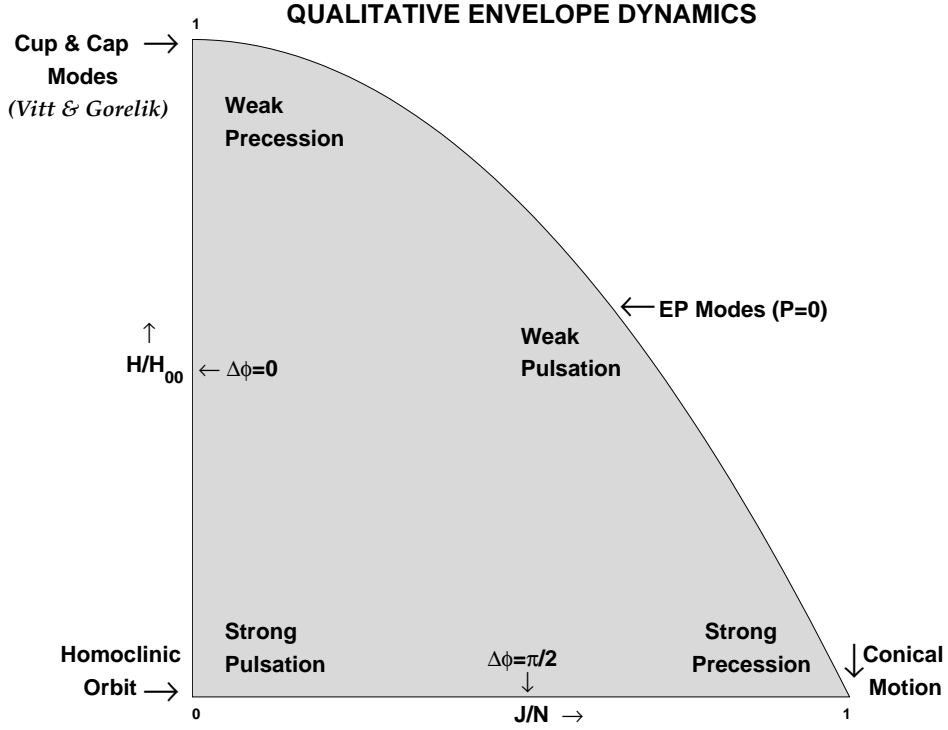 QUALITATIVE ENVELOPE DYNAMICS
1
Cup & Cap →
Modes
(Vitt & Gorelik)
Weak
Precession
← EP Modes (P=0)
Weak
Pulsation
↑
H/H00
← Δϕ=0
Strong
Pulsation
Δϕ=π/2
↓
Strong
Precession
Homoclinic
Orbit →
↓ Conical
Motion
0
J/N →
1